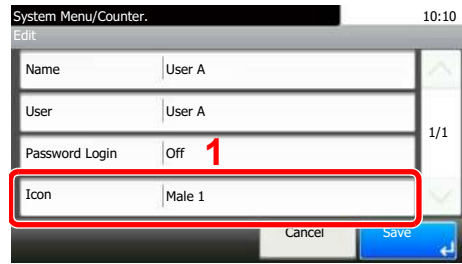 System Menu/Counter. 10:10
Edit
Name User A
User User A
1/1
Password Login Off 1
Icon Male 1
Cancel Save